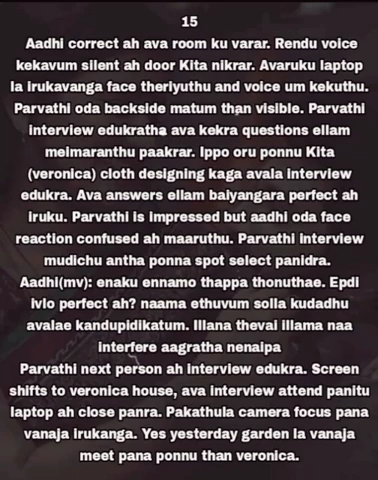 15
Aadhi correct ah ava room ku varar. Rendu voice
kekavum silent ah door Kita nikrar. Avaruku laptop
la irukavanga face theriyuthu and voice um kekuthu.
Parvathi oda backside matum than visible. Parvathi
interview edukratha ava kekra questions ellam
meimaranthu paakrar. Ippo oru ponnu Kita
(veronica) cloth designing kaga avala interview
edukra. Ava answers ellam baiyangara perfect ah
iruku. Parvathi is impressed but aadhi oda face
reaction confused ah maaruthu. Parvathi interview
mudichu antha ponna spot select panidra.
Aadhi(mv): enaku ennamo thappa thonuthae. Epdi
ivlo perfect ah? naama ethuvum solla kudadhu
avalae kandupidikatum. Illana thevai illama naa
interfere aagratha nenaipa
Parvathi next person ah interview edukra. Screen
shifts to veronica house, ava interview attend panitu
laptop ah close panra. Pakathula camera focus pana
vanaja irukanga. Yes yesterday garden la vanaja
meet pana ponnu than veronica.